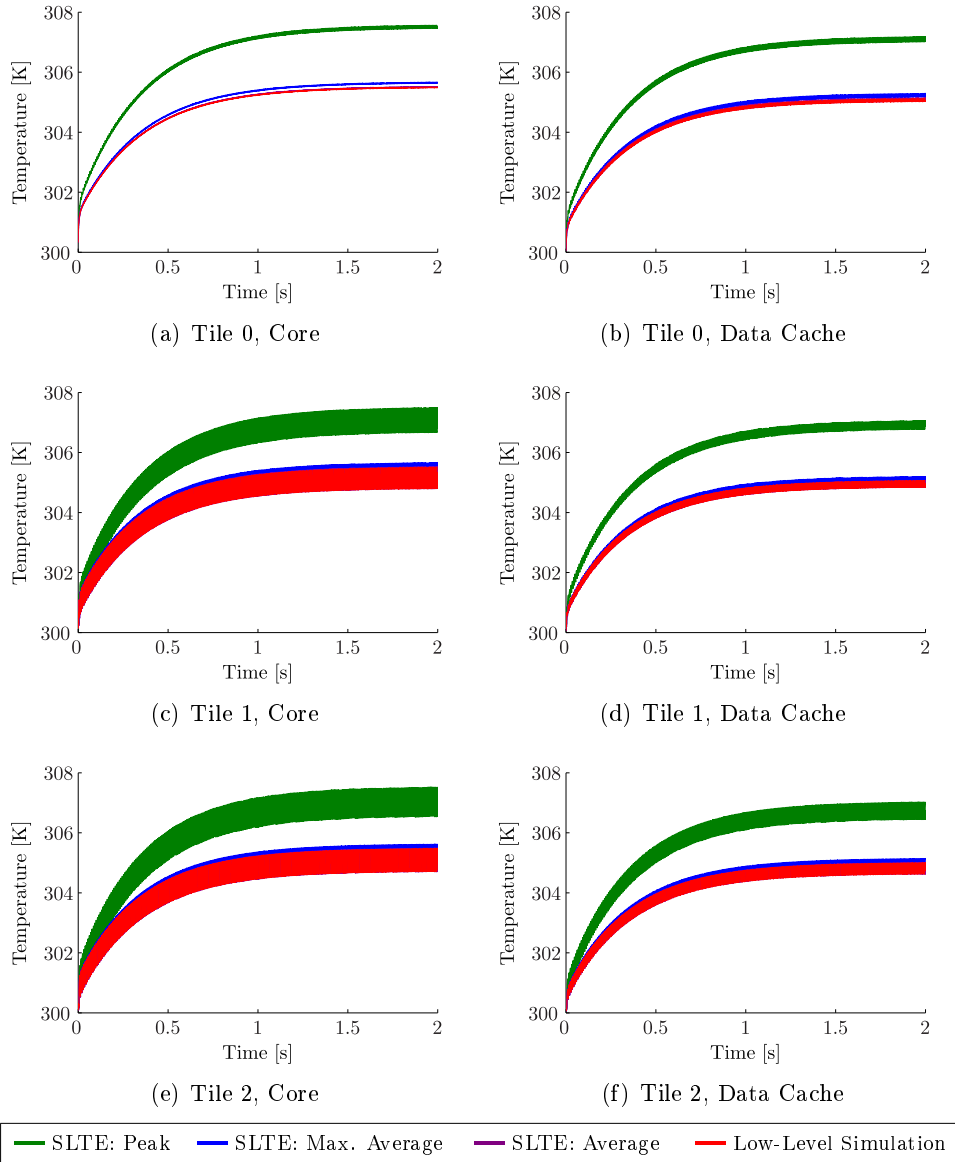 308
306
304
302
300
Temperature [K]
0
0.5
1
1.5
2
Time [s]
(a) Tile 0, Core
308
306
304
302
300
Temperature [K]
0
0.5
1
1.5
2
Time [s]
(b) Tile 0, Data Cache
308
306
304
302
300
Temperature [K]
0
0.5
1
1.5
2
Time [s]
(c) Tile 1, Core
308
306
304
302
300
Temperature [K]
0
0.5
1
1.5
2
Time [s]
(d) Tile 1, Data Cache
308
306
304
302
300
Temperature [K]
0
0.5
1
1.5
2
Time [s]
(e) Tile 2, Core
308
306
304
302
300
Temperature [K]
0
0.5
1
1.5
2
Time [s]
(f) Tile 2, Data Cache
SLTE: Peak
SLTE: Max. Average
SLTE: Average
Low-Level Simulation